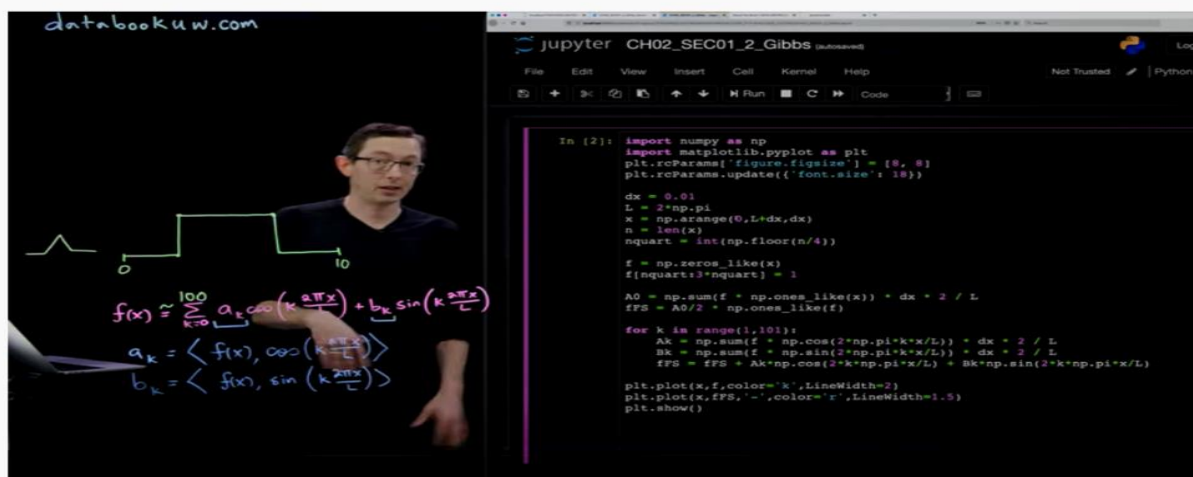 databookuw.com
0
10
f(x) ≈ 100 Σ k=0 a_k cos(k 2πx/L) + b_k sin(k 2πx/L)
a_k = ⟨f(x), cos(k 2πx/L)⟩
b_k = ⟨f(x), sin(k 2πx/L)⟩
jupyter CH02_SEC01_2_Gibbs (autosaved)
File Edit View Insert Cell Kernel Help
Not Trusted Python
Run Code
In [2]:
import numpy as np
import matplotlib.pyplot as plt
plt.rcParams['figure.figsize'] = [8, 8]
plt.rcParams.update({'font.size': 18})
dx = 0.01
L = 2*np.pi
x = np.arange(0,L+dx,dx)
n = len(x)
nquart = int(np.floor(n/4))
f = np.zeros_like(x)
f[nquart:3*nquart] = 1
A0 = np.sum(f * np.ones_like(x)) * dx * 2 / L
fFS = A0/2 * np.ones_like(f)
for k in range(1,101):
    Ak = np.sum(f * np.cos(2*np.pi*k*x/L)) * dx * 2 / L
    Bk = np.sum(f * np.sin(2*np.pi*k*x/L)) * dx * 2 / L
    fFS = fFS + Ak*np.cos(2*k*np.pi*x/L) + Bk*np.sin(2*k*np.pi*x/L)
plt.plot(x,f,color='k',LineWidth=2)
plt.plot(x,fFS,'-',color='r',LineWidth=1.5)
plt.show()